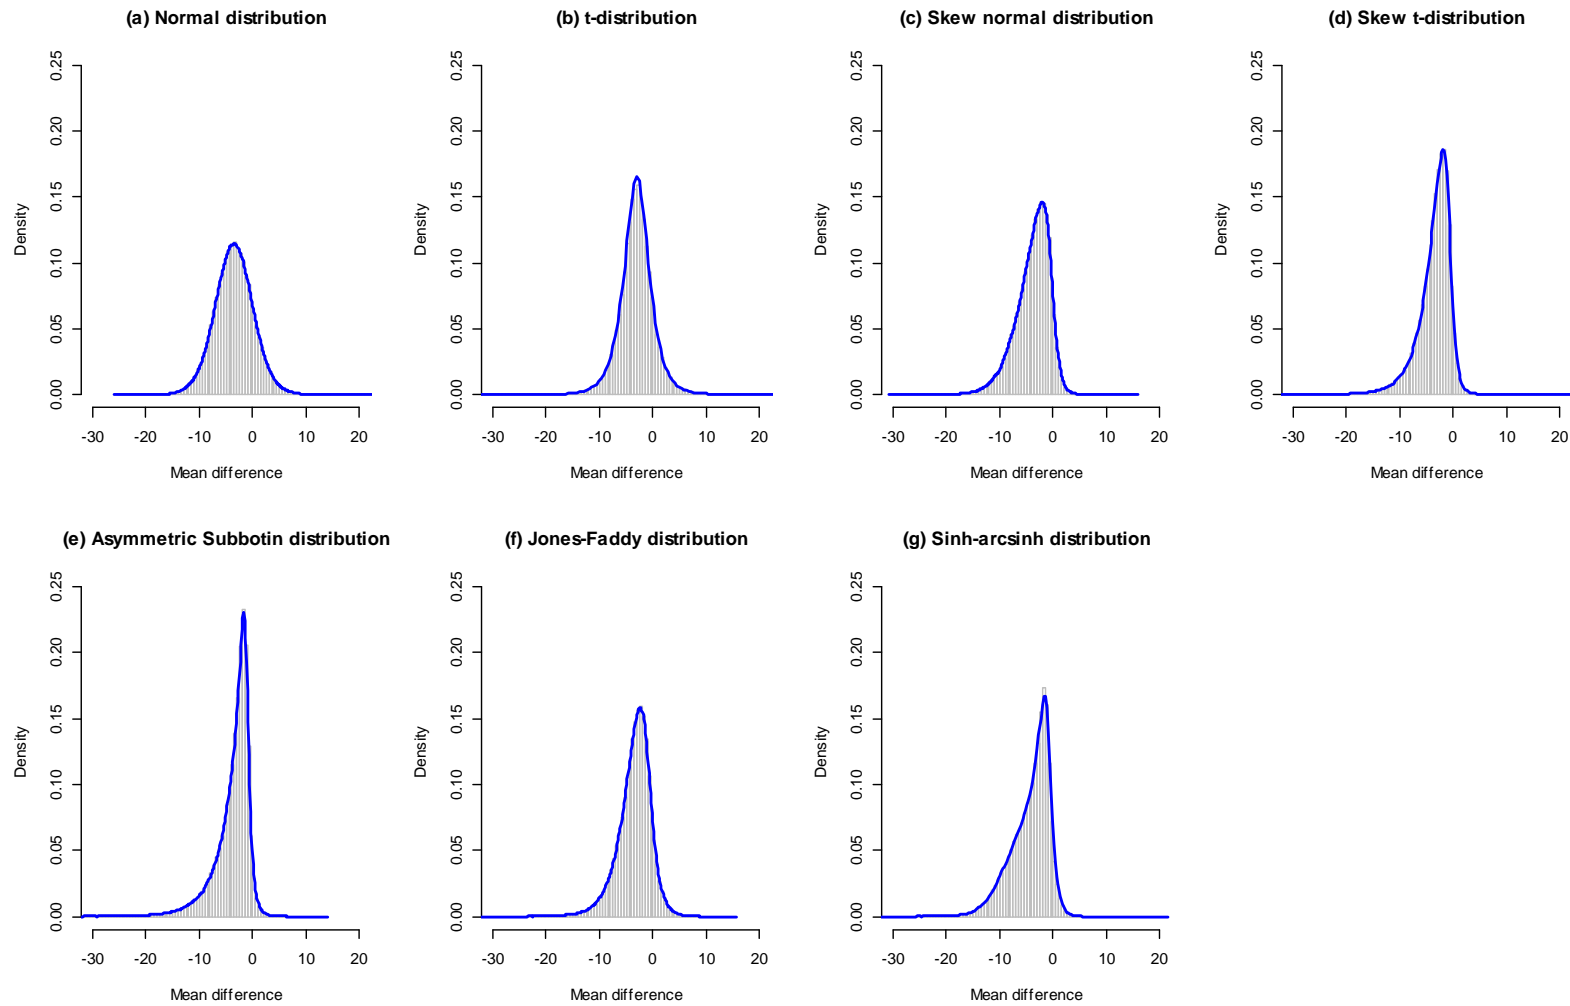 (a) Normal distribution
(b) t-distribution
(c) Skew normal distribution
(d) Skew t-distribution
Density
0.00 0.05 0.10 0.15 0.20 0.25
-30 -20 -10 0 10 20
Mean difference
Density
0.00 0.05 0.10 0.15 0.20 0.25
-30 -20 -10 0 10 20
Mean difference
Density
0.00 0.05 0.10 0.15 0.20 0.25
-30 -20 -10 0 10 20
Mean difference
Density
0.00 0.05 0.10 0.15 0.20 0.25
-30 -20 -10 0 10 20
Mean difference
(e) Asymmetric Subbotin distribution
(f) Jones-Faddy distribution
(g) Sinh-arcsinh distribution
Density
0.00 0.05 0.10 0.15 0.20 0.25
-30 -20 -10 0 10 20
Mean difference
Density
0.00 0.05 0.10 0.15 0.20 0.25
-30 -20 -10 0 10 20
Mean difference
Density
0.00 0.05 0.10 0.15 0.20 0.25
-30 -20 -10 0 10 20
Mean difference